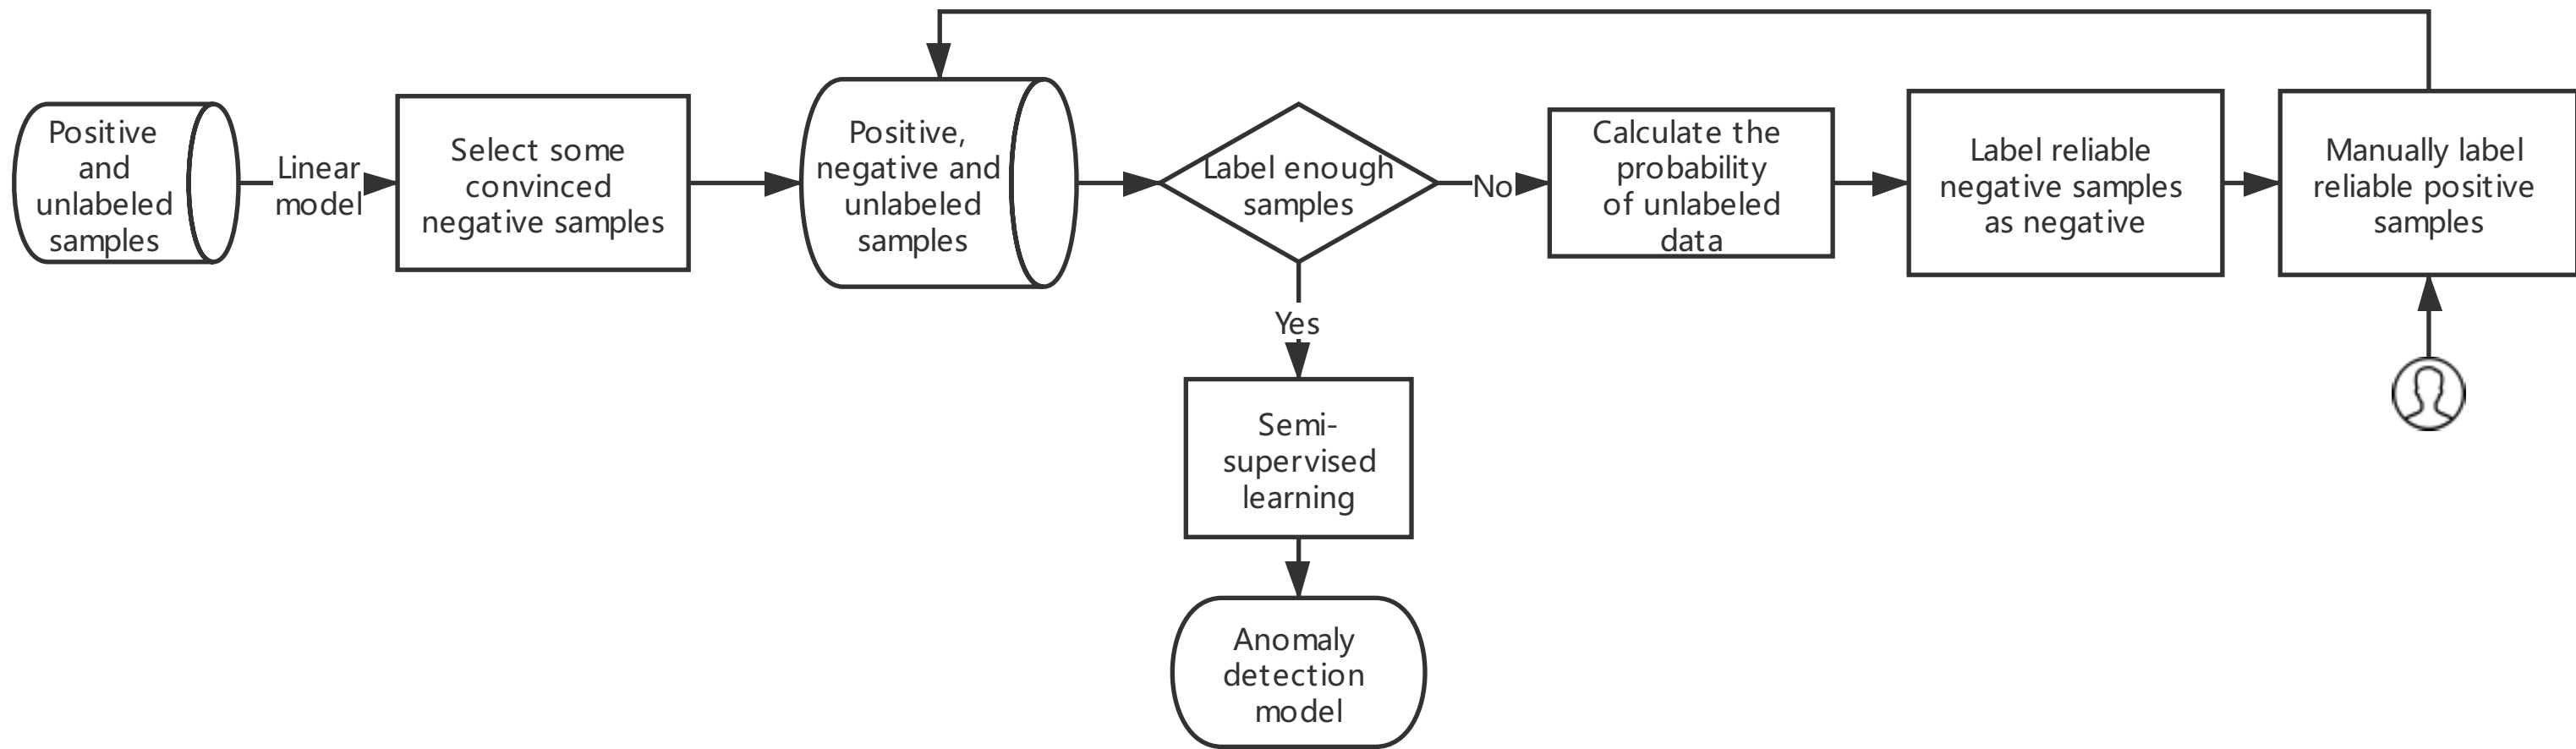 Positive
and
unlabeled
samples
Linear
model
Select some
convinced
negative samples
Positive,
negative and
unlabeled
samples
Label enough
samples
No
Calculate the
probability
of unlabeled
data
Label reliable
negative samples
as negative
Manually label
reliable positive
samples
Yes
Semi-
supervised
learning
Anomaly
detection
model